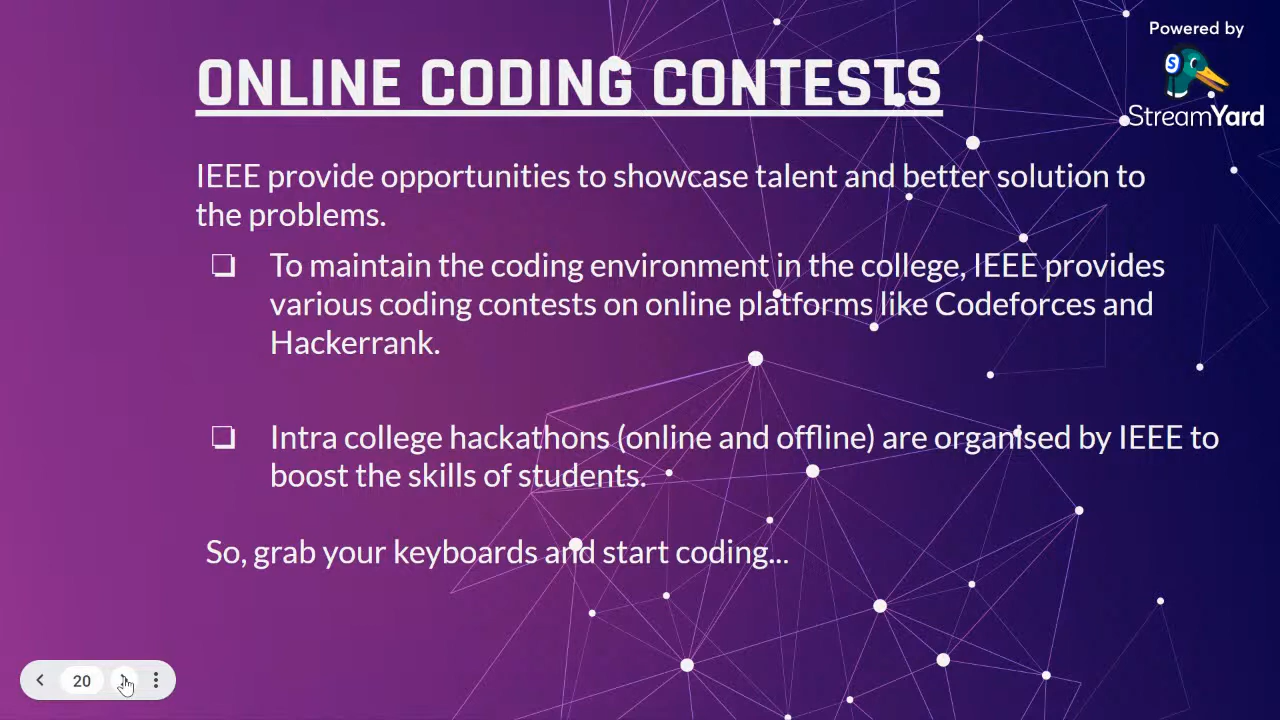 Powered by
S
StreamYard
ONLINE CODING CONTESTS
IEEE provide opportunities to showcase talent and better solution to
the problems.
❏ To maintain the coding environment in the college, IEEE provides
various coding contests on online platforms like Codeforces and
Hackerrank.
❏ Intra college hackathons (online and offline) are organised by IEEE to
boost the skills of students.
So, grab your keyboards and start coding...
20